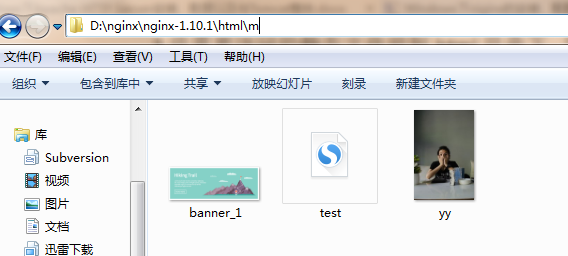 D:\nginx\nginx-1.10.1\html\m
文件(F) 编辑(E) 查看(V) 工具(T) 帮助(H)
组织 包含到库中 共享 放映幻灯片 刻录 新建文件夹
库
Subversion
视频
图片
文档
迅雷下载
banner_1 test yy